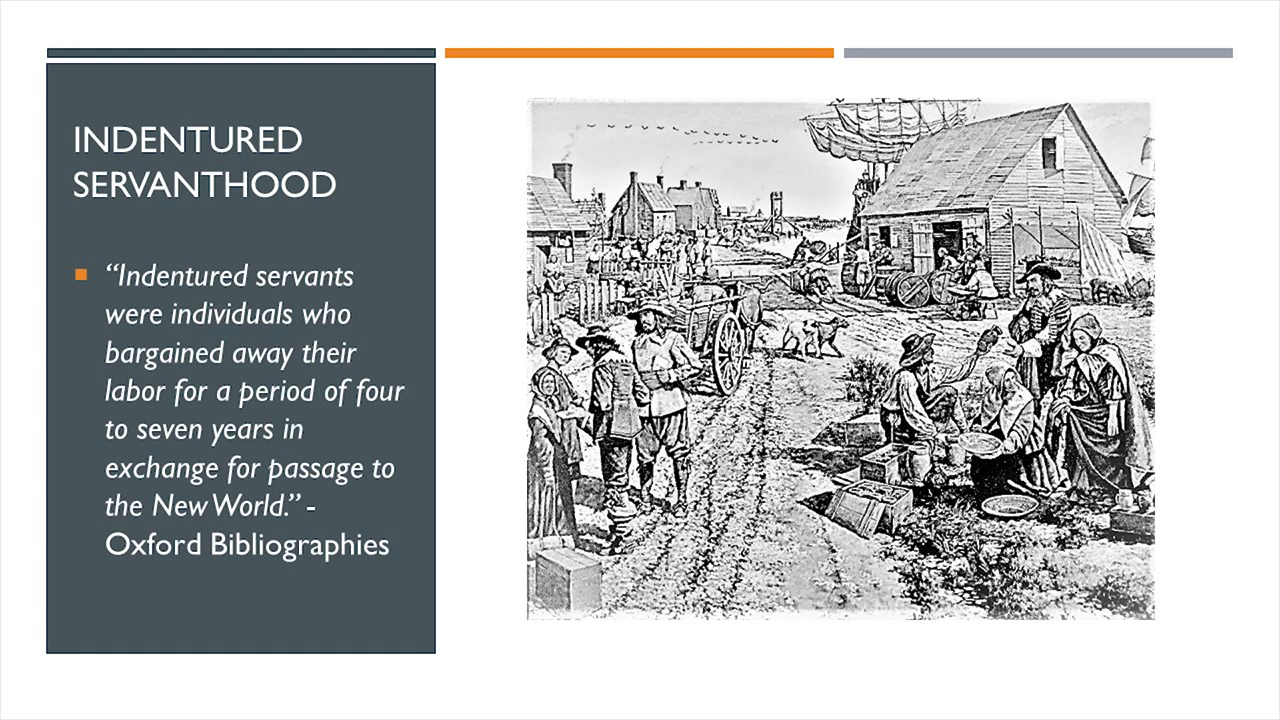 INDENTURED
SERVANTHOOD
“Indentured servants
were individuals who
bargained away their
labor for a period of four
to seven years in
exchange for passage to
the New World.” -
Oxford Bibliographies